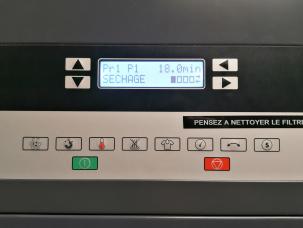 Pr1 P1 18.0min
SECHAGE
PENSEZ A NETTOYER LE FILTRE